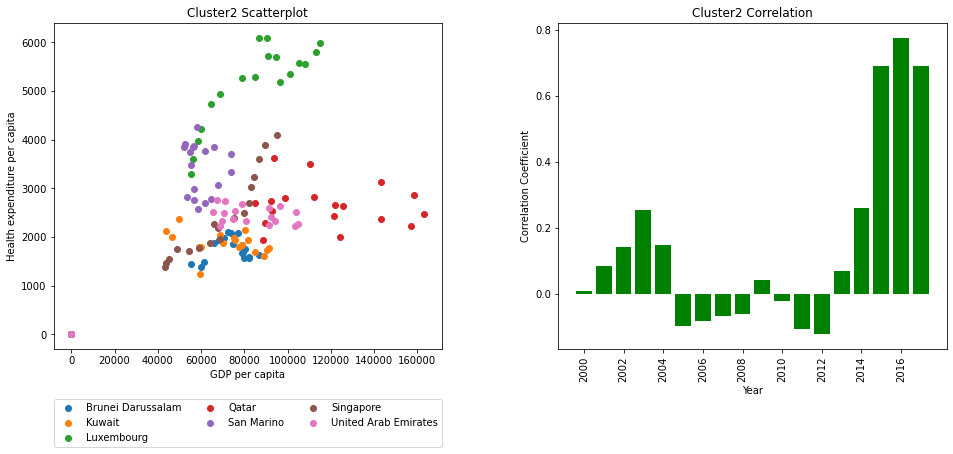 Cluster2 Scatterplot
Health expenditure per capita
6000
5000
4000
3000
2000
1000
0
0 20000 40000 60000 80000 100000 120000 140000 160000
GDP per capita
Brunei Darussalam Qatar Singapore
Kuwait San Marino United Arab Emirates
Luxembourg
Cluster2 Correlation
Correlation Coefficient
0.8
0.6
0.4
0.2
0.0
2000 2002 2004 2006 2008 2010 2012 2014 2016
Year